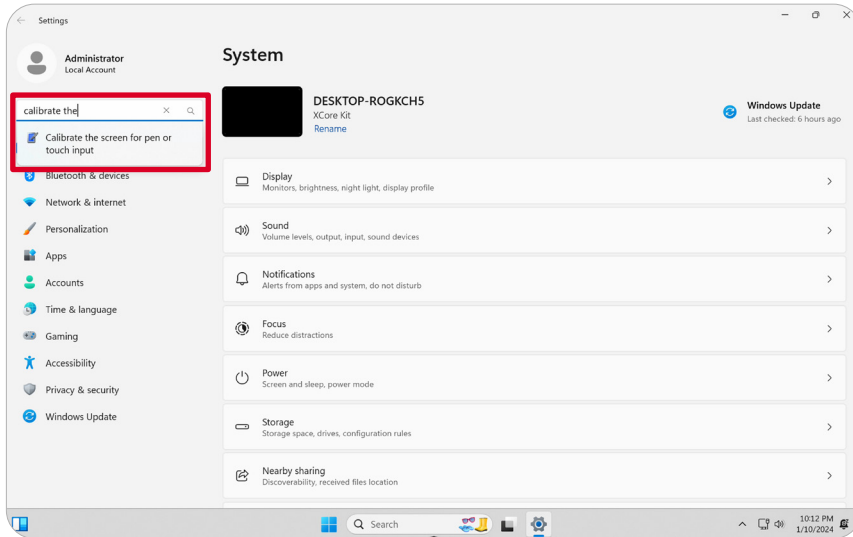 Settings
Administrator
Local Account
calibrate the
Calibrate the screen for pen or
touch input
Bluetooth & devices
Network & internet
Personalization
Apps
Accounts
Time & language
Gaming
Accessibility
Privacy & security
Windows Update
System
DESKTOP-ROGKCH5
XCore Kit
Rename
Windows Update
Last checked: 6 hours ago
Display
Monitors, brightness, night light, display profile
Sound
Volume levels, output, input, sound devices
Notifications
Alerts from apps and system, do not disturb
Focus
Reduce distractions
Power
Screen and sleep, power mode
Storage
Storage space, drives, configuration rules
Nearby sharing
Discoverability, received files location
Search
10:12 PM
1/10/2024